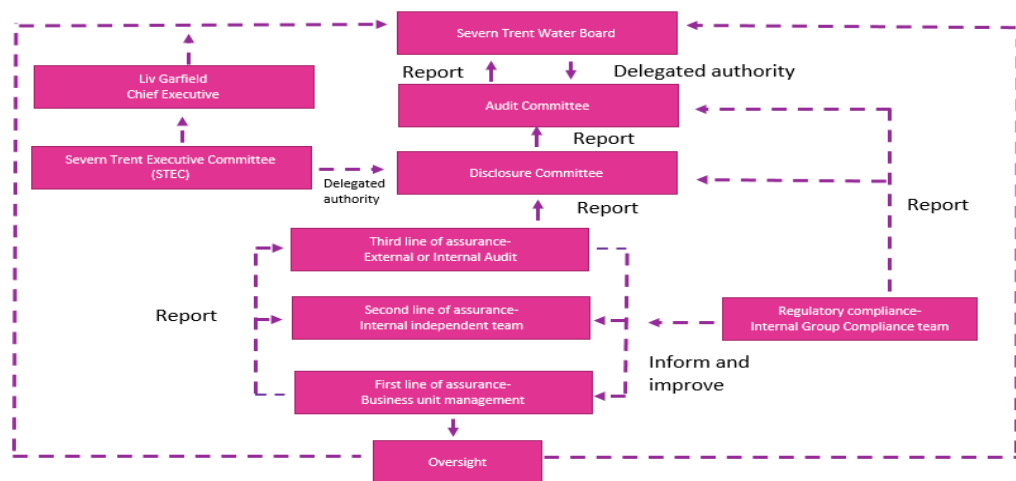 Severn Trent Water Board
Report
Delegated authority
Liv Garfield
Chief Executive
Audit Committee
Report
Severn Trent Executive Committee
(STEC)
Delegated
authority
Disclosure Committee
Report
Report
Third line of assurance-
External or Internal Audit
Report
Second line of assurance-
Internal independent team
Regulatory compliance-
Internal Group Compliance team
Inform and
improve
First line of assurance-
Business unit management
Oversight